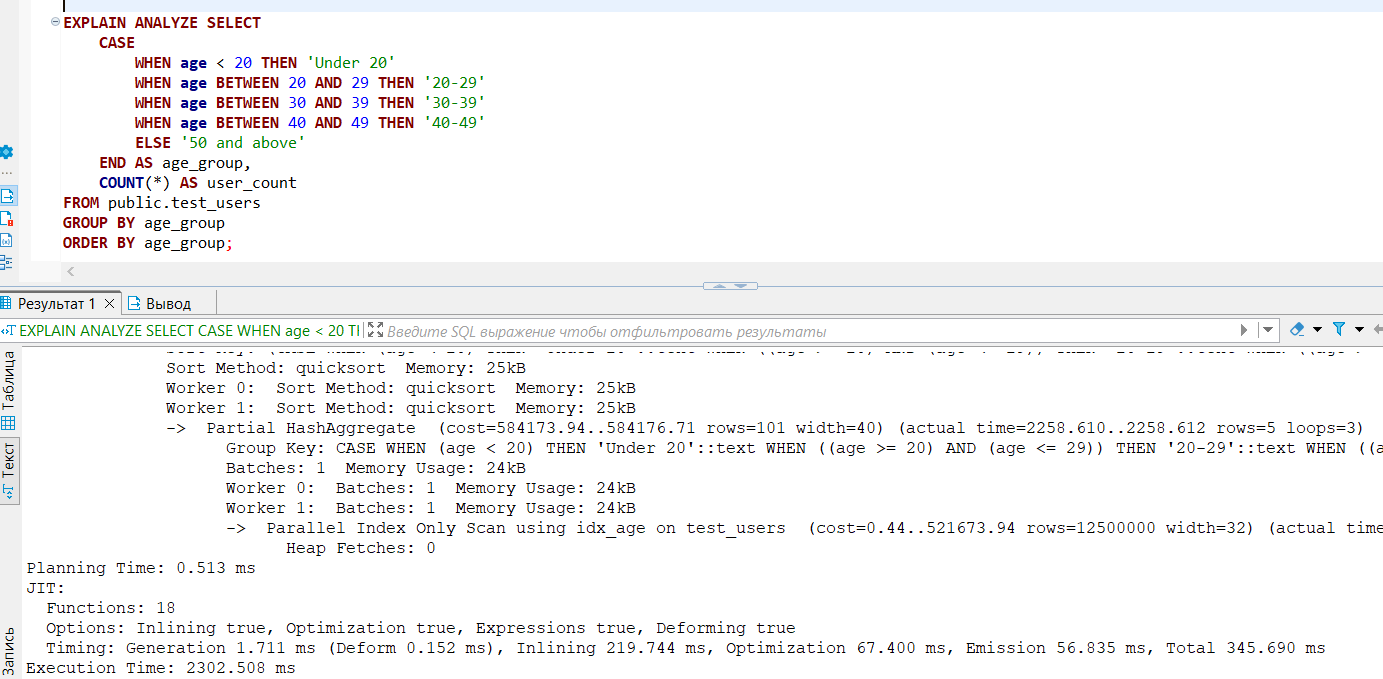 EXPLAIN ANALYZE SELECT
CASE
WHEN age < 20 THEN 'Under 20'
WHEN age BETWEEN 20 AND 29 THEN '20-29'
WHEN age BETWEEN 30 AND 39 THEN '30-39'
WHEN age BETWEEN 40 AND 49 THEN '40-49'
ELSE '50 and above'
END AS age_group,
COUNT(*) AS user_count
FROM public.test_users
GROUP BY age_group
ORDER BY age_group;
Результат 1 Вывод
EXPLAIN ANALYZE SELECT CASE WHEN age < 20 TI Введите SQL выражение чтобы отфильтровать результаты
Таблица
Текст
Запись
Sort Method: quicksort  Memory: 25kB
Worker 0:  Sort Method: quicksort  Memory: 25kB
Worker 1:  Sort Method: quicksort  Memory: 25kB
->  Partial HashAggregate  (cost=584173.94..584176.71 rows=101 width=40) (actual time=2258.610..2258.612 rows=5 loops=3)
Group Key: CASE WHEN (age < 20) THEN 'Under 20'::text WHEN ((age >= 20) AND (age <= 29)) THEN '20-29'::text WHEN ((a
Batches: 1  Memory Usage: 24kB
Worker 0:  Batches: 1  Memory Usage: 24kB
Worker 1:  Batches: 1  Memory Usage: 24kB
->  Parallel Index Only Scan using idx_age on test_users  (cost=0.44..521673.94 rows=12500000 width=32) (actual time
Heap Fetches: 0
Planning Time: 0.513 ms
JIT:
Functions: 18
Options: Inlining true, Optimization true, Expressions true, Deforming true
Timing: Generation 1.711 ms (Deform 0.152 ms), Inlining 219.744 ms, Optimization 67.400 ms, Emission 56.835 ms, Total 345.690 ms
Execution Time: 2302.508 ms